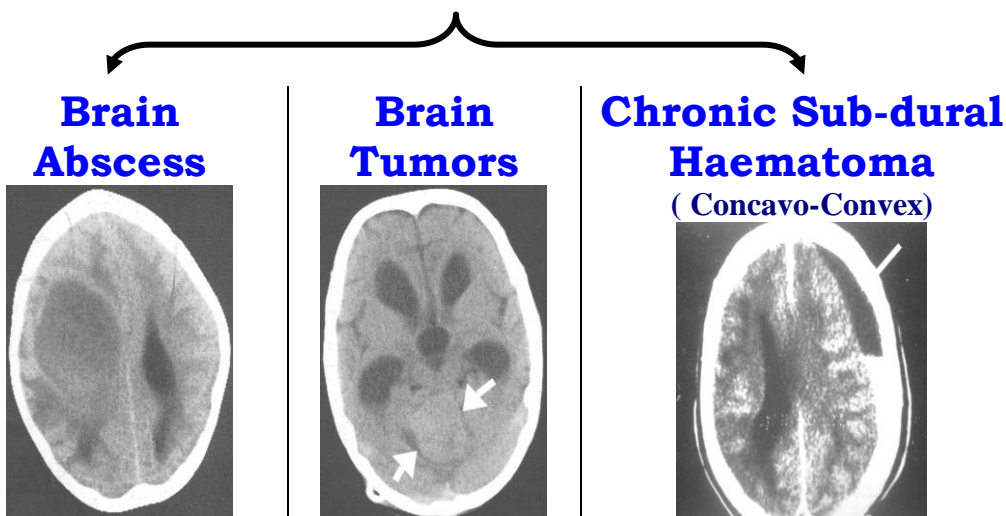 Brain
Abscess
Brain
Tumors
Chronic Sub-dural
Haematoma
( Concavo-Convex)